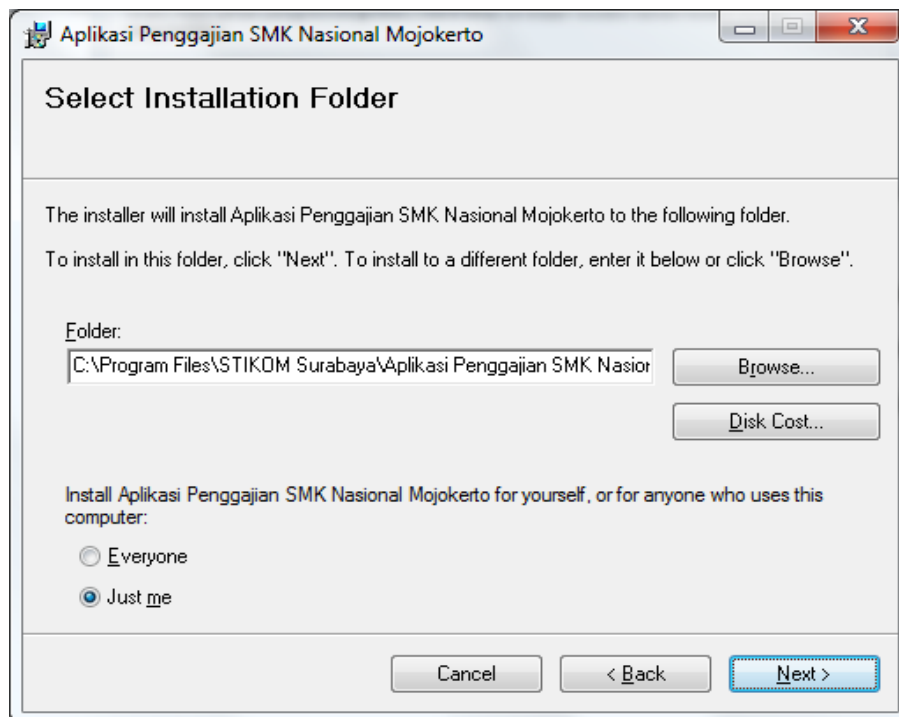 Aplikasi Penggajian SMK Nasional Mojokerto
Select Installation Folder
The installer will install Aplikasi Penggajian SMK Nasional Mojokerto to the following folder.
To install in this folder, click "Next". To install to a different folder, enter it below or click "Browse".
Folder:
C:\Program Files\STIKOM Surabaya\Aplikasi Penggajian SMK Nasior
Browse...
Disk Cost...
Install Aplikasi Penggajian SMK Nasional Mojokerto for yourself, or for anyone who uses this
computer:
Everyone
Just me
Cancel
< Back
Next >